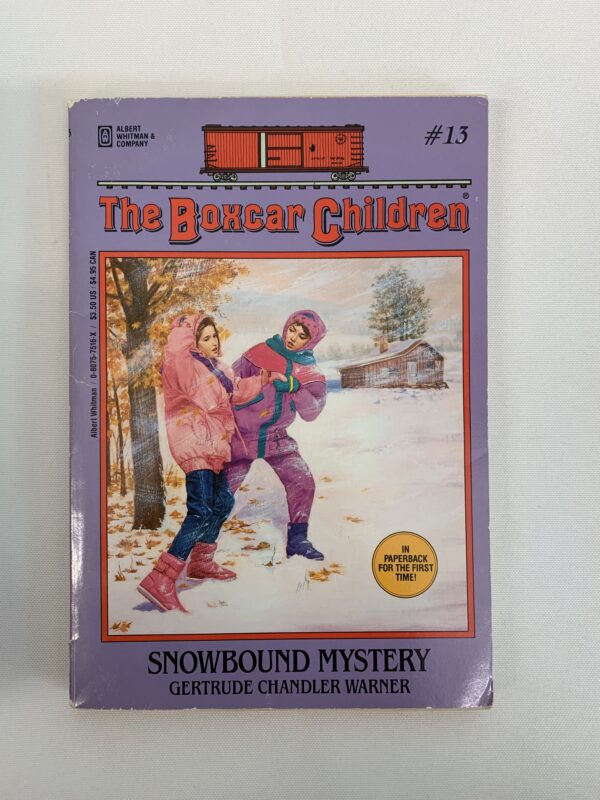 ALBERT
WHITMAN &
COMPANY
#13
The Boxcar Children®
Albert Whitman / 0-8075-7516-X / $3.50 US / $4.95 CAN
IN
PAPERBACK
FOR THE FIRST
TIME!
SNOWBOUND MYSTERY
GERTRUDE CHANDLER WARNER